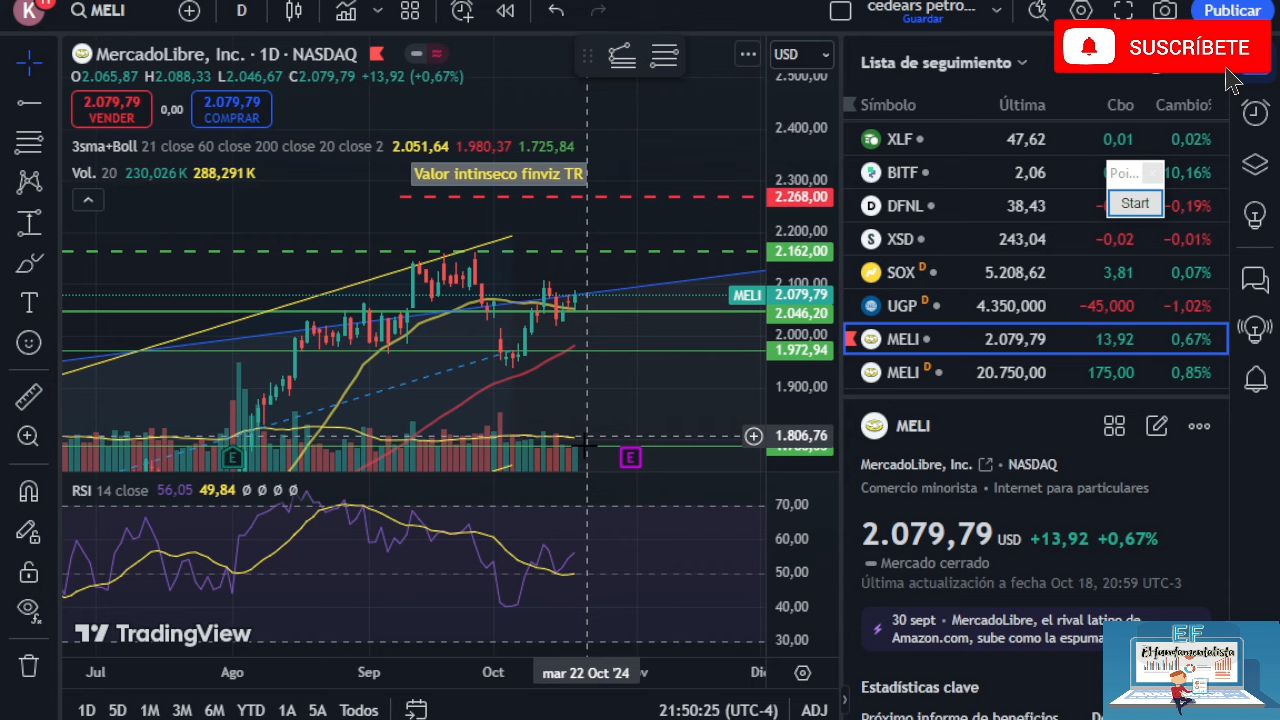 K 11 MELI D cedears petro... Guardar Publicar
SUSCRÍBETE
MercadoLibre, Inc. · 1D · NASDAQ
O2.065,87 H2.088,33 L2.046,67 C2.079,79 +13,92 (+0,67%)
2.079,79 VENDER 0,00 2.079,79 COMPRAR
3sma+Boll 21 close 60 close 200 close 20 close 2 2.051,64 1.980,37 1.725,84
Vol. 20 230,026K 288,291K
Valor intinseco finviz TR
USD
2.500,00
2.400,00
2.300,00
2.268,00
2.200,00
2.162,00
2.100,00
MELI 2.079,79
2.046,20
2.000,00
1.972,94
1.900,00
1.806,76
E E
RSI 14 close 56,05 49,84 Ø Ø Ø Ø
70,00
60,00
50,00
40,00
30,00
TradingView
Jul Ago Sep Oct mar 22 Oct '24
1D 5D 1M 3M 6M YTD 1A 5A Todos 21:50:25 (UTC-4) ADJ
Lista de seguimiento
Símbolo Última Cbo Cambio
XLF 47,62 0,01 0,02%
BITF 2,06 10,16%
DFNL 38,43 −0,19%
XSD 243,04 −0,02 −0,01%
SOX D 5.208,62 3,81 0,07%
UGP D 4.350,000 −45,000 −1,02%
MELI 2.079,79 13,92 0,67%
MELI D 20.750,00 175,00 0,85%
Poi...
Start
MELI
MercadoLibre, Inc. • NASDAQ
Comercio minorista • Internet para particulares
2.079,79 USD +13,92 +0,67%
Mercado cerrado
Última actualización a fecha Oct 18, 20:59 UTC-3
30 sept • MercadoLibre, el rival latino de
Amazon.com, sube como la espuma
Estadísticas clave
Próximo informe de beneficios
EF
El fundamentalista